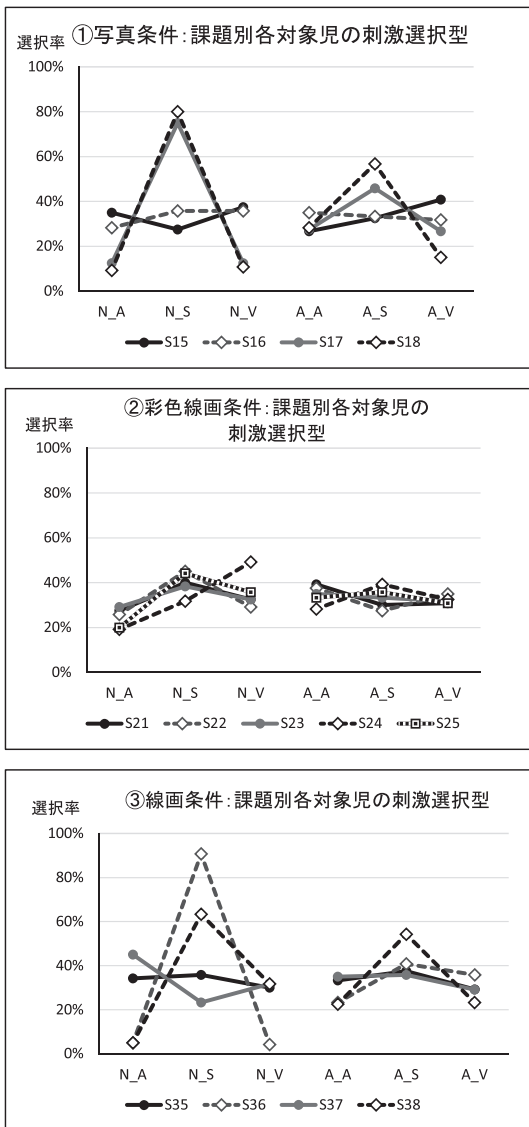 選択率 ①写真条件:課題別各対象児の刺激選択型
100%
80%
60%
40%
20%
0%
N_A N_S N_V A_A A_S A_V
S15 S16 S17 S18
②彩色線画条件:課題別各対象児の
選択率 刺激選択型
100%
80%
60%
40%
20%
0%
N_A N_S N_V A_A A_S A_V
S21 S22 S23 S24 S25
選択率 ③線画条件:課題別各対象児の刺激選択型
100%
80%
60%
40%
20%
0%
N_A N_S N_V A_A A_S A_V
S35 S36 S37 S38